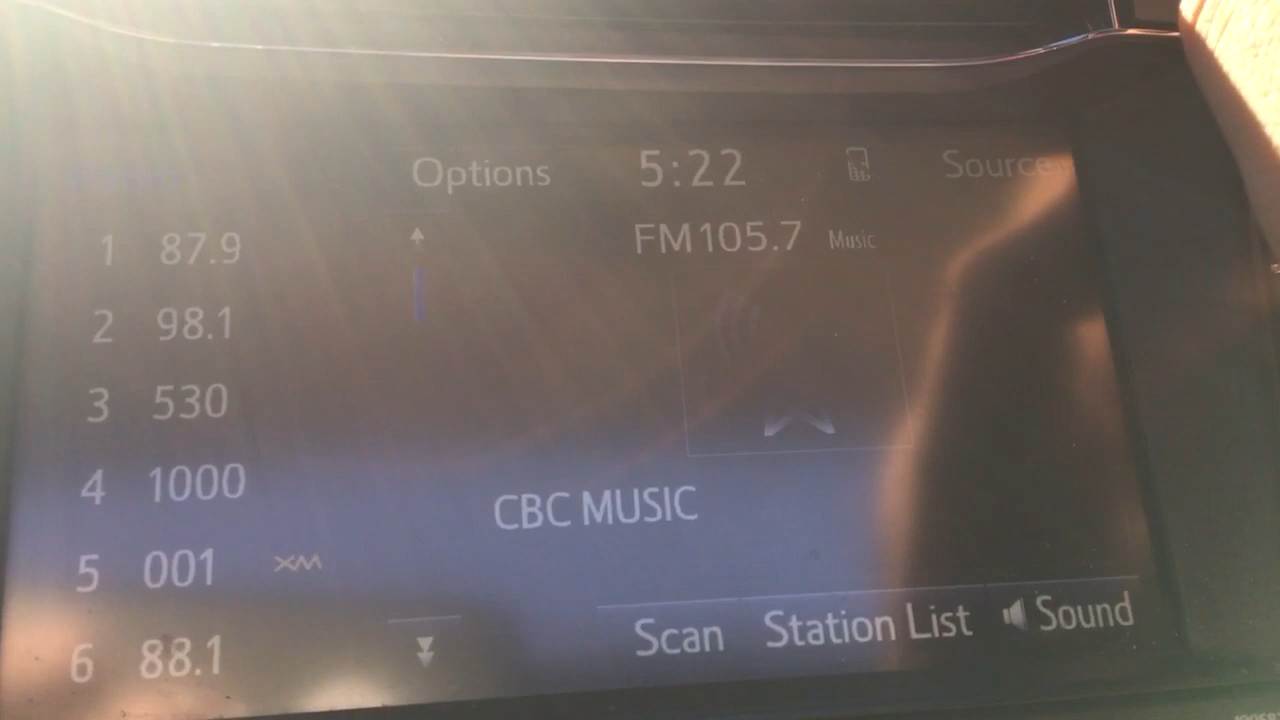 Options 5:22 Source
FM 105.7 Music
1 87.9
2 98.1
3 530
4 1000
5 001 XM
6 88.1
CBC MUSIC
Scan Station List Sound